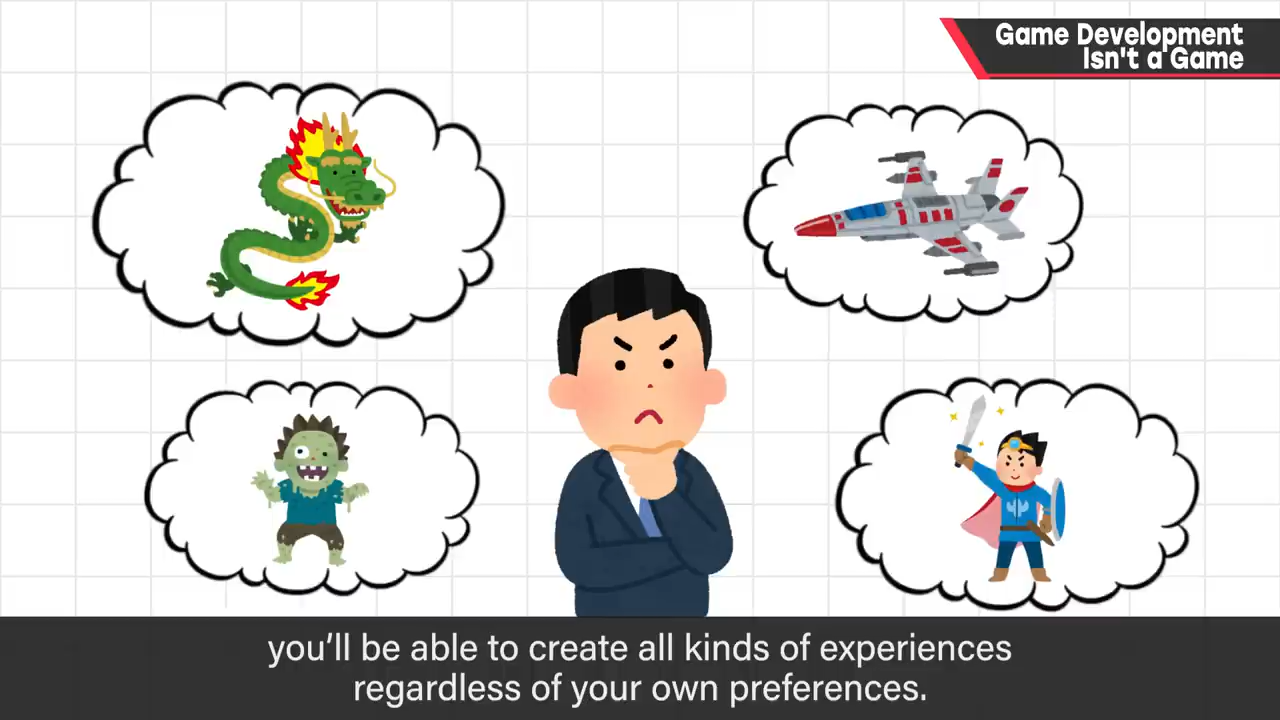 Game Development
Isn't a Game
you’ll be able to create all kinds of experiences
regardless of your own preferences.